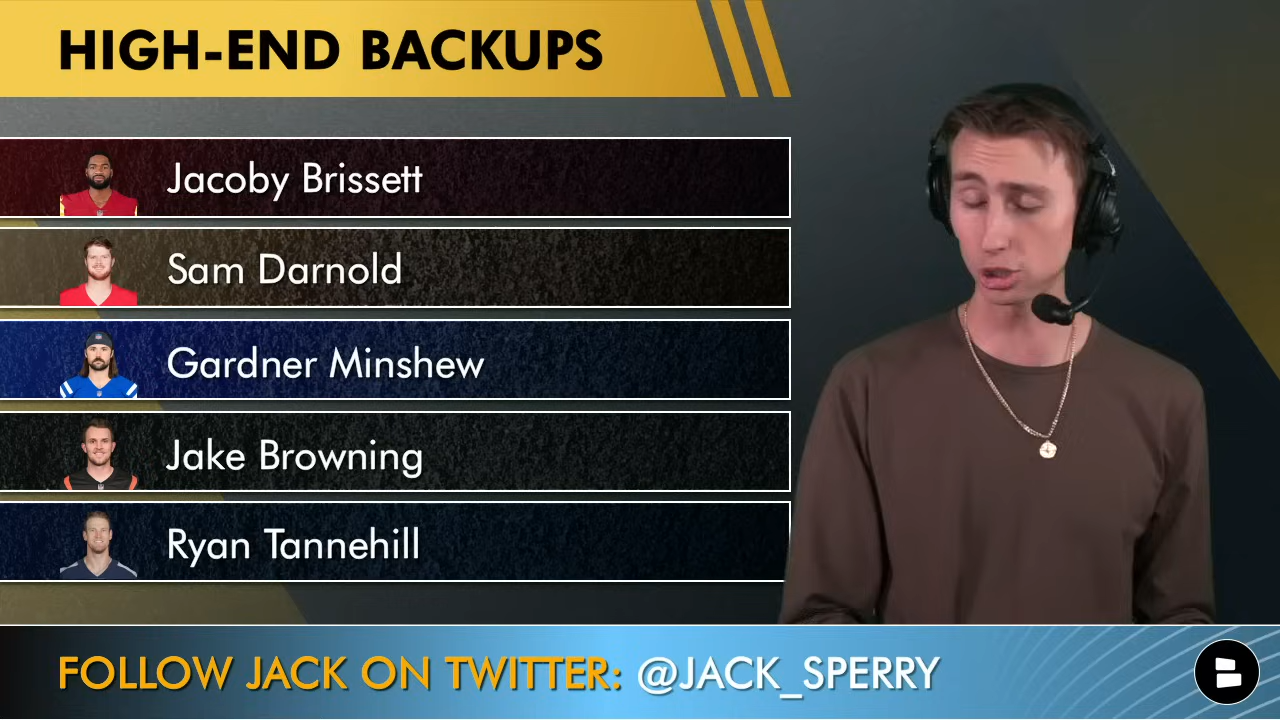 HIGH-END BACKUPS
Jacoby Brissett
Sam Darnold
Gardner Minshew
Jake Browning
Ryan Tannehill
FOLLOW JACK ON TWITTER: @JACK_SPERRY